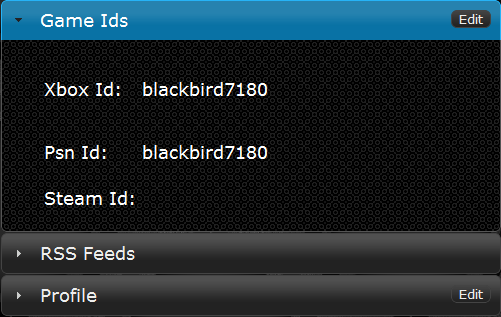 Game Ids Edit
Xbox Id: blackbird7180
Psn Id: blackbird7180
Steam Id:
RSS Feeds
Profile Edit